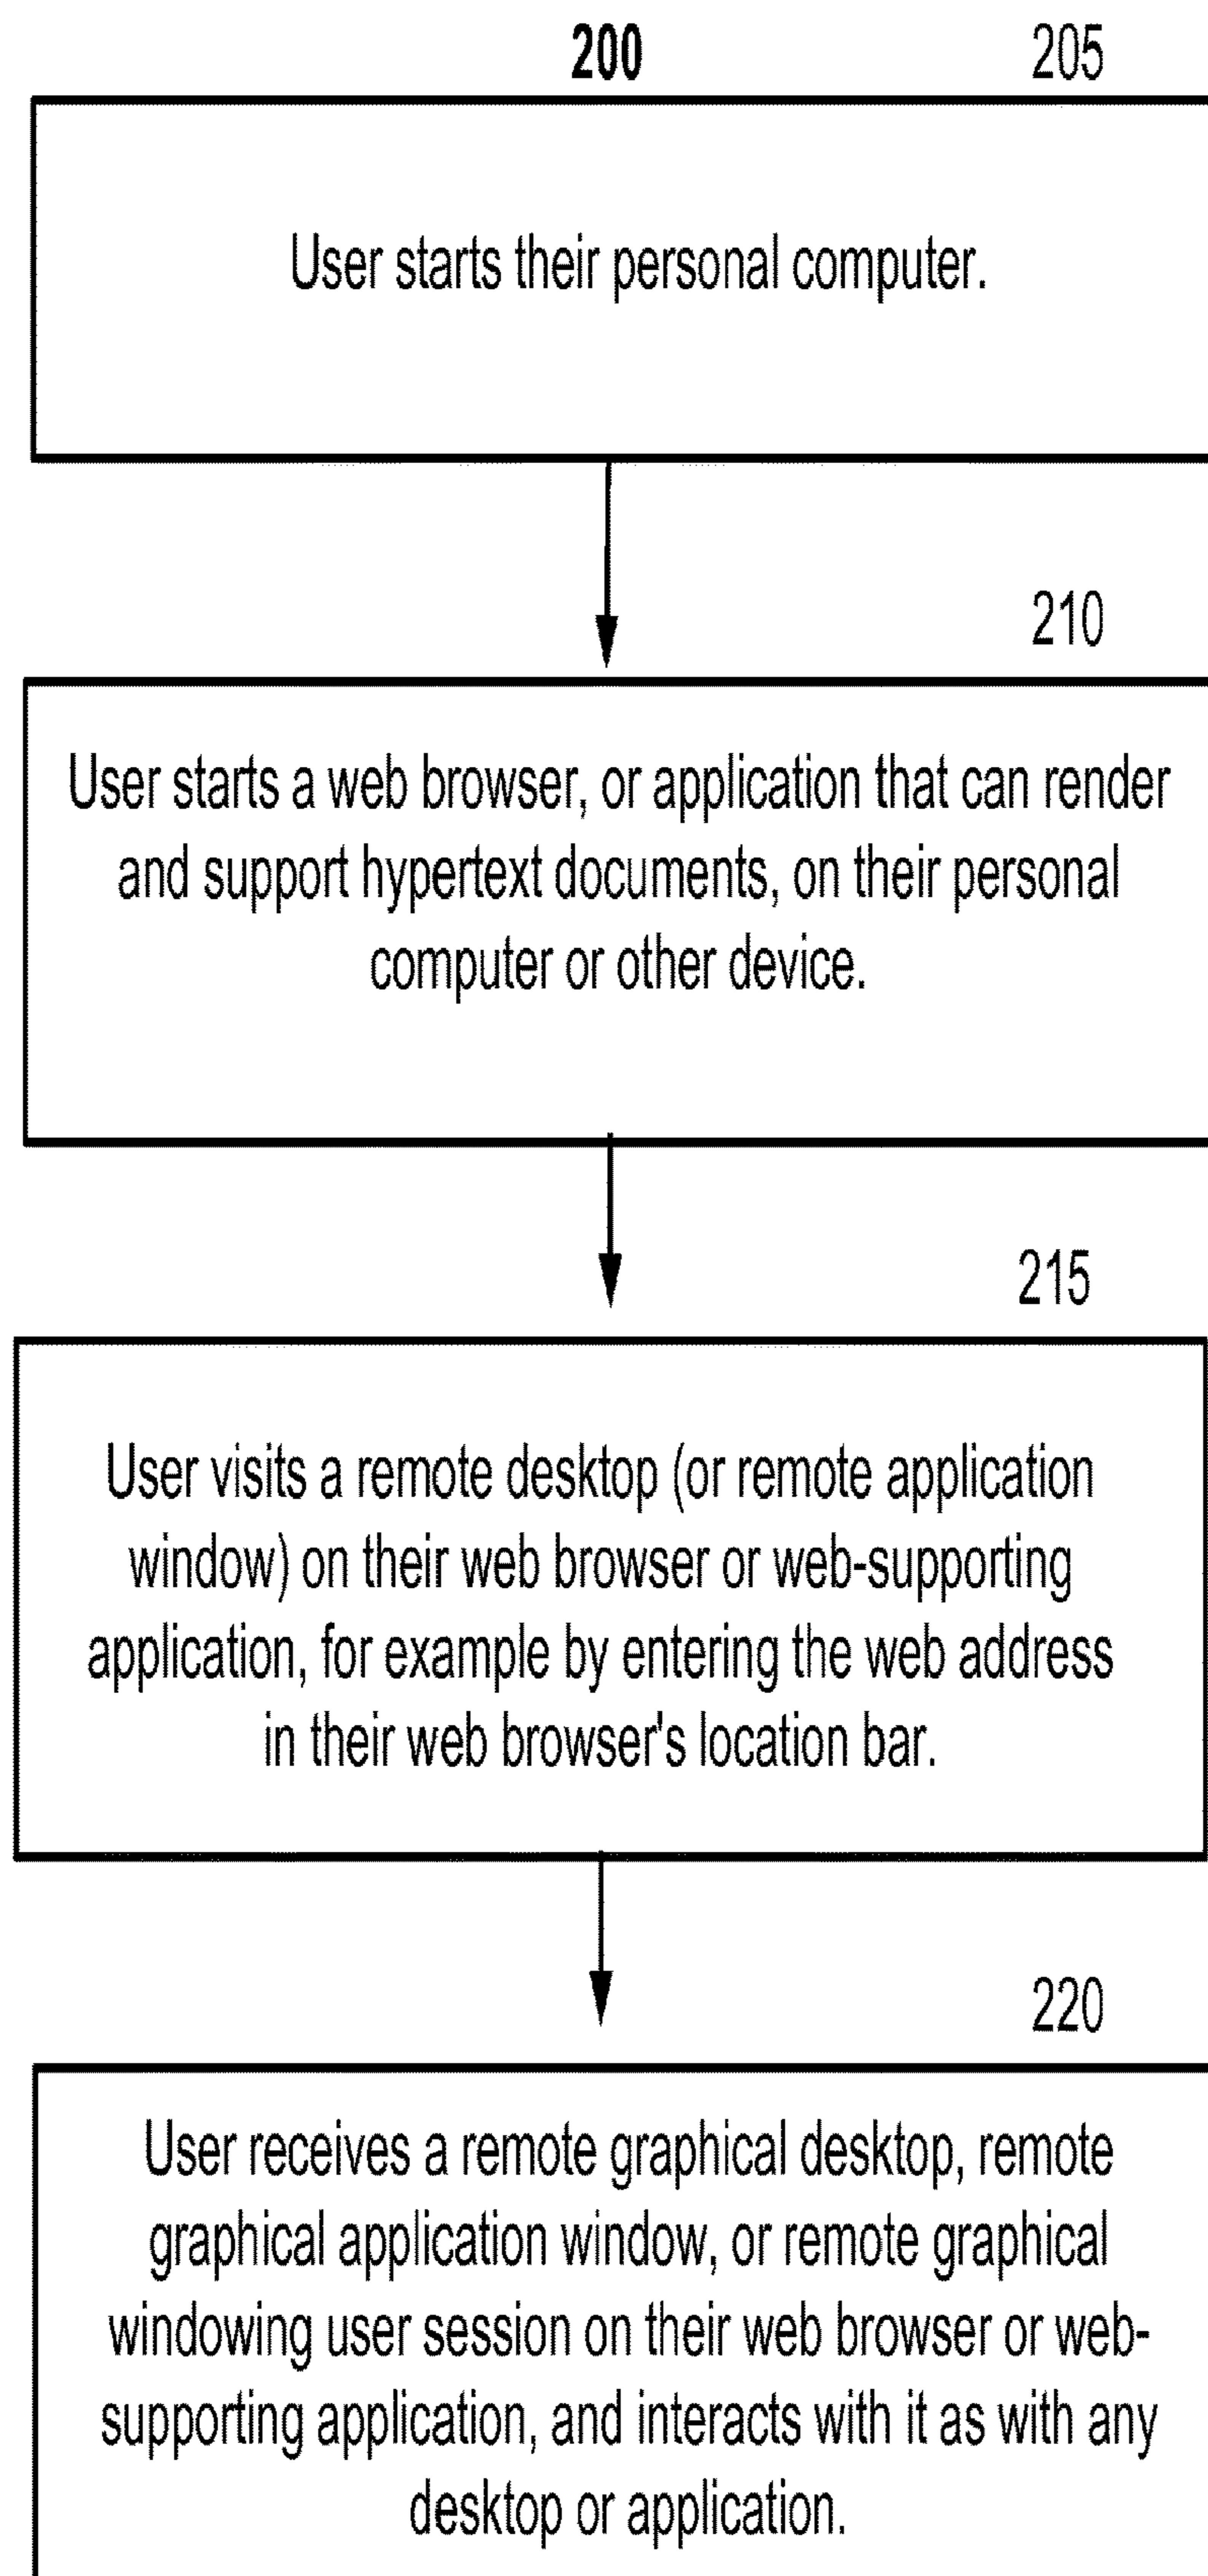 200
205
User starts their personal computer.
210
User starts a web browser, or application that can render
and support hypertext documents, on their personal
computer or other device.
215
User visits a remote desktop (or remote application
window) on their web browser or web-supporting
application, for example by entering the web address
in their web browser's location bar.
220
User receives a remote graphical desktop, remote
graphical application window, or remote graphical
windowing user session on their web browser or web-
supporting application, and interacts with it as with any
desktop or application.